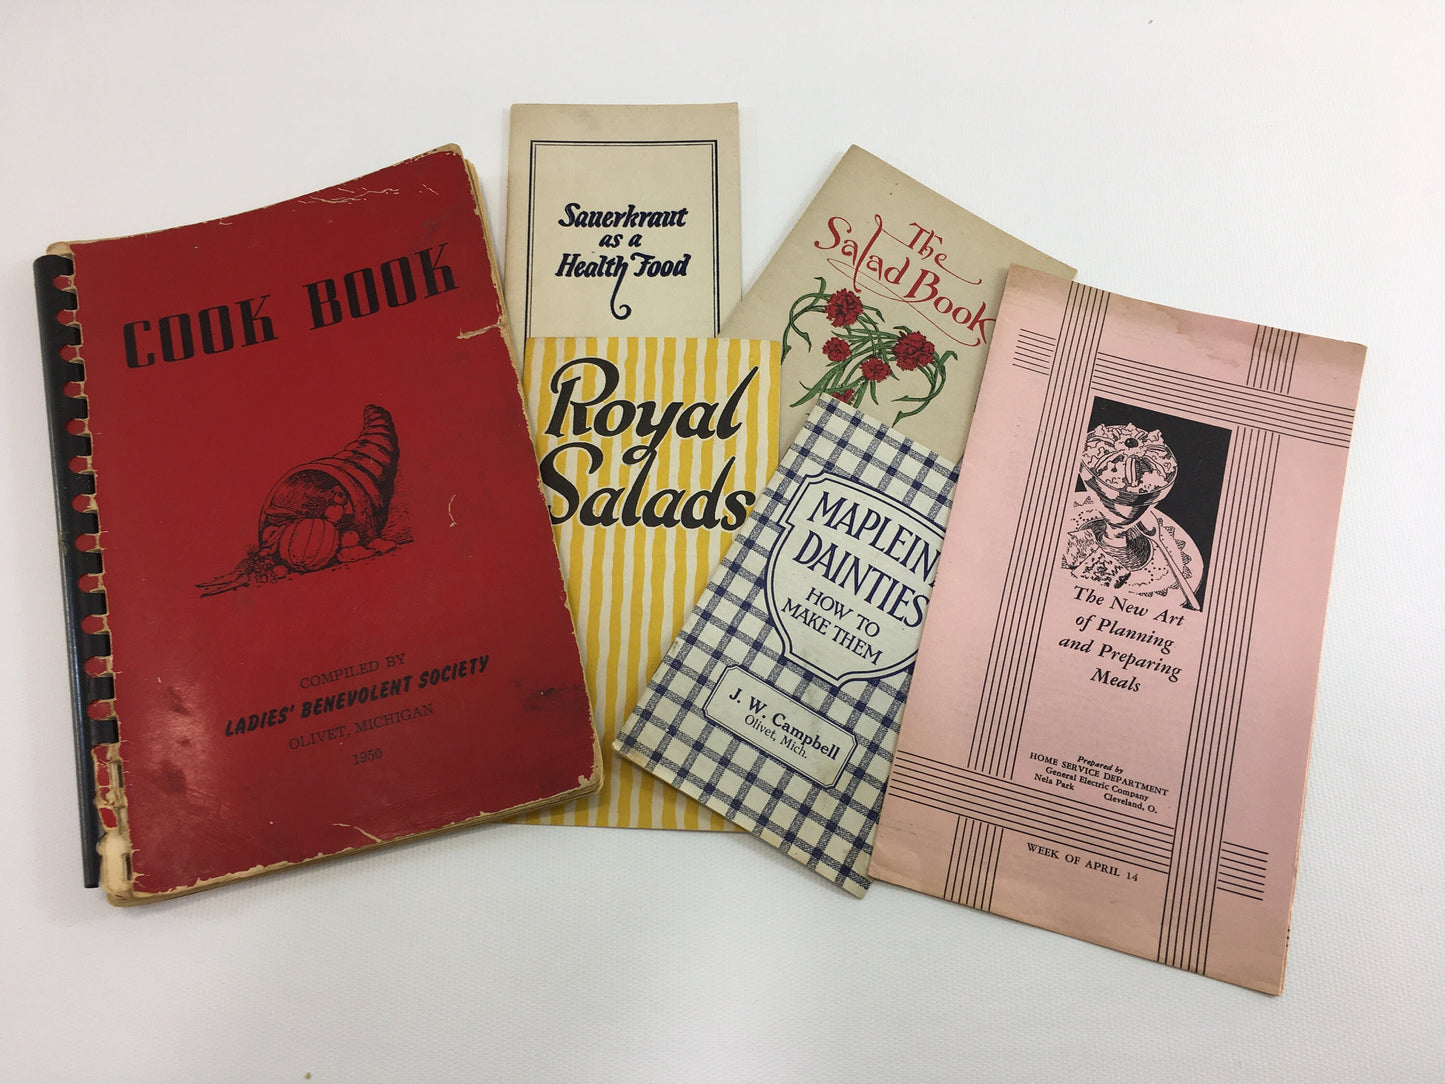 COOK BOOK
COMPILED BY
LADIES' BENEVOLENT SOCIETY
OLIVET, MICHIGAN
1950
Sauerkraut
as a
Health Food
Royal
Salads
The
Salad Book
MAPLEIN
DAINTIES
HOW TO
MAKE THEM
J. W. Campbell
Olivet, Mich.
The New Art
of Planning
and Preparing
Meals
Prepared by
HOME SERVICE DEPARTMENT
General Electric Company
Nela Park Cleveland, O.
WEEK OF APRIL 14